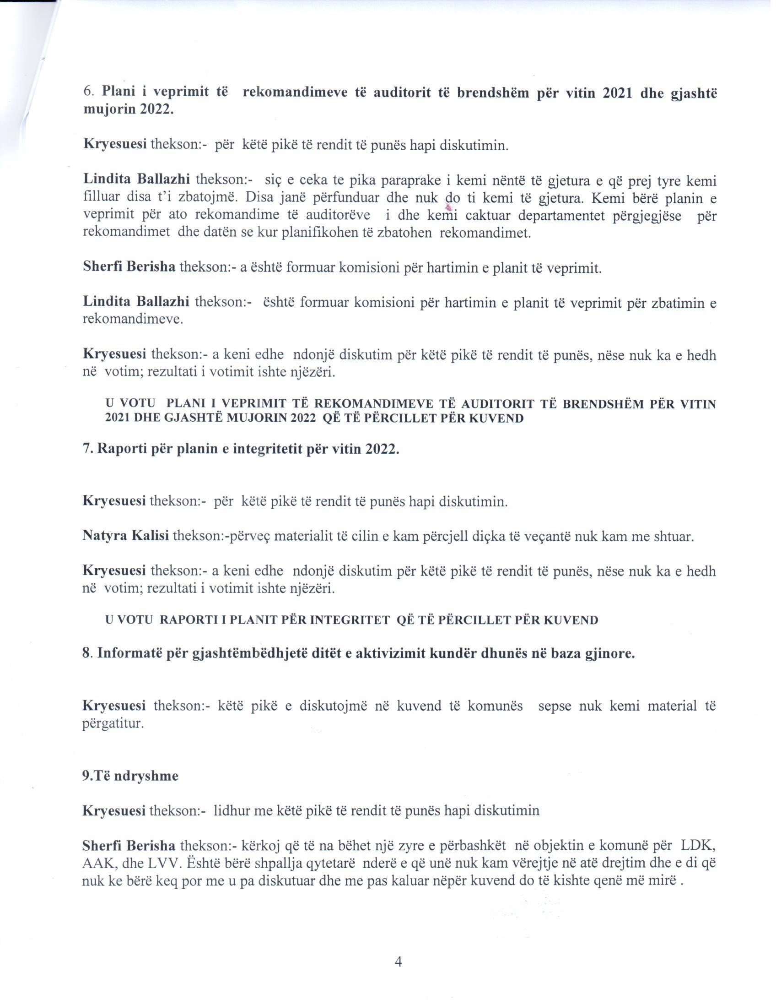 6. Plani i veprimit të rekomandimeve të auditorit të brendshëm për vitin 2021 dhe gjashtë
mujorin 2022.
Kryesuesi thekson:- për këtë pikë të rendit të punës hapi diskutimin.
Lindita Ballazhi thekson:- siç e ceka te pika paraprake i kemi nëntë të gjetura e që prej tyre kemi
filluar disa t’i zbatojmë. Disa janë përfunduar dhe nuk do ti kemi të gjetura. Kemi bërë planin e
veprimit për ato rekomandime të auditorëve i dhe kemi caktuar departamentet përgjegjëse për
rekomandimet dhe datën se kur planifikohen të zbatohen rekomandimet.
Sherfi Berisha thekson:- a është formuar komisioni për hartimin e planit të veprimit.
Lindita Ballazhi thekson:- është formuar komisioni për hartimin e planit të veprimit për zbatimin e
rekomandimeve.
Kryesuesi thekson:- a keni edhe ndonjë diskutim për këtë pikë të rendit të punës, nëse nuk ka e hedh
në votim; rezultati i votimit ishte njëzëri.
U VOTU PLANI I VEPRIMIT TË REKOMANDIMEVE TË AUDITORIT TË BRENDSHËM PËR VITIN
2021 DHE GJASHTË MUJORIN 2022 QË TË PËRCILLET PËR KUVEND
7. Raporti për planin e integritetit për vitin 2022.
Kryesuesi thekson:- për këtë pikë të rendit të punës hapi diskutimin.
Natyra Kalisi thekson:-përveç materialit të cilin e kam përcjell diçka të veçantë nuk kam me shtuar.
Kryesuesi thekson:- a keni edhe ndonjë diskutim për këtë pikë të rendit të punës, nëse nuk ka e hedh
në votim; rezultati i votimit ishte njëzëri.
U VOTU RAPORTI I PLANIT PËR INTEGRITET QË TË PËRCILLET PËR KUVEND
8. Informatë për gjashtëmbëdhjetë ditët e aktivizimit kundër dhunës në baza gjinore.
Kryesuesi thekson:- këtë pikë e diskutojmë në kuvend të komunës sepse nuk kemi material të
përgatitur.
9.Të ndryshme
Kryesuesi thekson:- lidhur me këtë pikë të rendit të punës hapi diskutimin
Sherfi Berisha thekson:- kërkoj që të na bëhet një zyre e përbashkët në objektin e komunë për LDK,
AAK, dhe LVV. Është bërë shpallja qytetarë nderë e që unë nuk kam vërejtje në atë drejtim dhe e di që
nuk ke bërë keq por me u pa diskutuar dhe me pas kaluar nëpër kuvend do të kishte qenë më mirë .
4